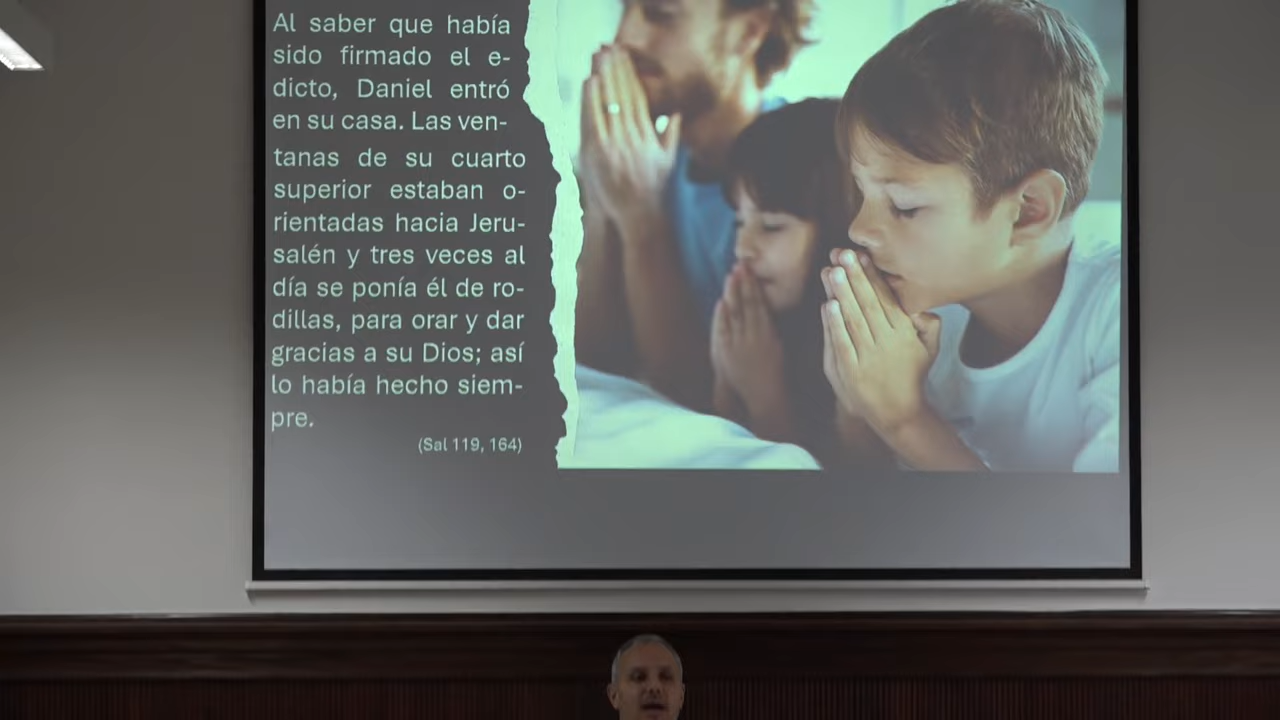 Al saber que había
sido firmado el e-
dicto, Daniel entró
en su casa. Las ven-
tanas de su cuarto
superior estaban o-
rientadas hacia Jeru-
salén y tres veces al
día se ponía él de ro-
dillas, para orar y dar
gracias a su Dios; así
lo había hecho siem-
pre.
(Sal 119, 164)